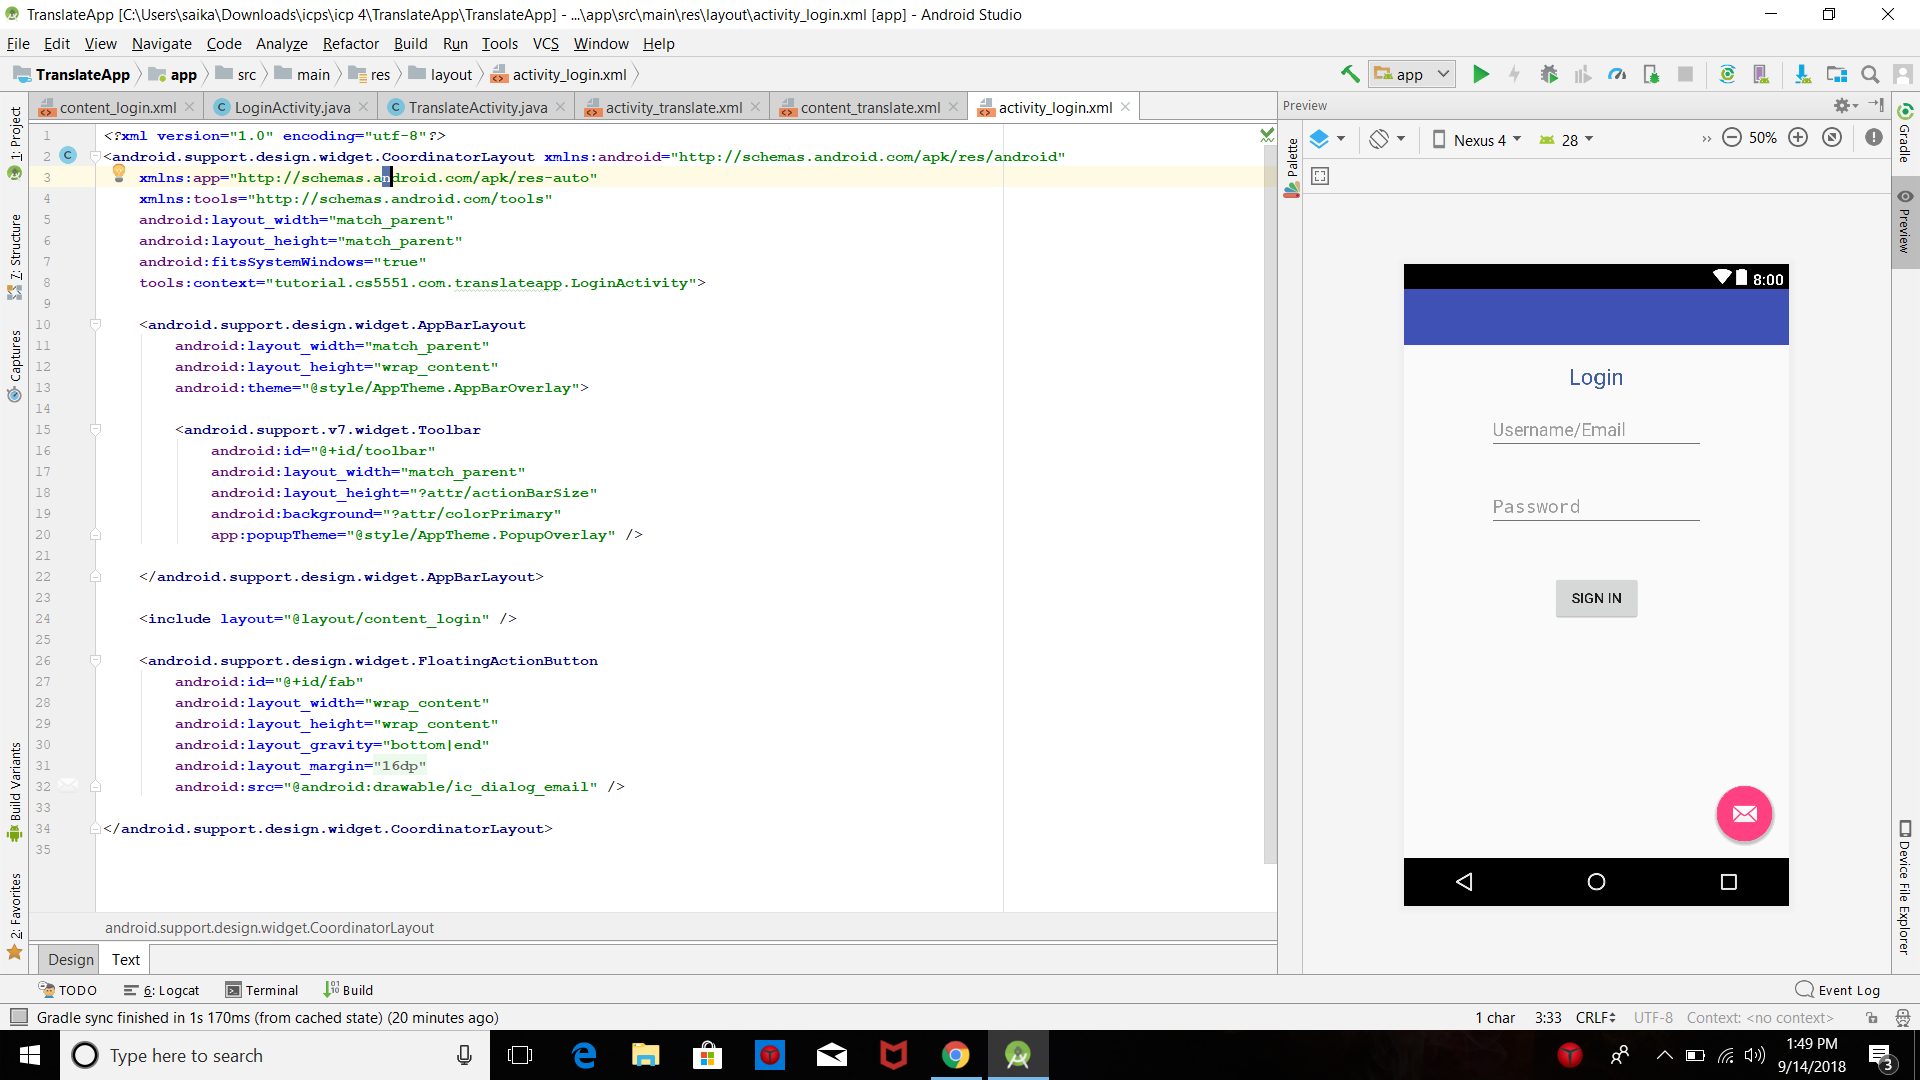 TranslateApp [C:\Users\saika\Downloads\icps\icp 4\TranslateApp\TranslateApp] - ...\app\src\main\res\layout\activity_login.xml [app] - Android Studio
File Edit View Navigate Code Analyze Refactor Build Run Tools VCS Window Help
TranslateApp app src main res layout activity_login.xml
app
content_login.xml LoginActivity.java TranslateActivity.java activity_translate.xml content_translate.xml activity_login.xml
Preview
1: Project
7: Structure
Captures
Build Variants
2: Favorites
1 <?xml version="1.0" encoding="utf-8"?>
2 <android.support.design.widget.CoordinatorLayout xmlns:android="http://schemas.android.com/apk/res/android"
3 xmlns:app="http://schemas.android.com/apk/res-auto"
4 xmlns:tools="http://schemas.android.com/tools"
5 android:layout_width="match_parent"
6 android:layout_height="match_parent"
7 android:fitsSystemWindows="true"
8 tools:context="tutorial.cs5551.com.translateapp.LoginActivity">
9
10 <android.support.design.widget.AppBarLayout
11 android:layout_width="match_parent"
12 android:layout_height="wrap_content"
13 android:theme="@style/AppTheme.AppBarOverlay">
14
15 <android.support.v7.widget.Toolbar
16 android:id="@+id/toolbar"
17 android:layout_width="match_parent"
18 android:layout_height="?attr/actionBarSize"
19 android:background="?attr/colorPrimary"
20 app:popupTheme="@style/AppTheme.PopupOverlay" />
21
22 </android.support.design.widget.AppBarLayout>
23
24 <include layout="@layout/content_login" />
25
26 <android.support.design.widget.FloatingActionButton
27 android:id="@+id/fab"
28 android:layout_width="wrap_content"
29 android:layout_height="wrap_content"
30 android:layout_gravity="bottom|end"
31 android:layout_margin="16dp"
32 android:src="@android:drawable/ic_dialog_email" />
33
34 </android.support.design.widget.CoordinatorLayout>
35
android.support.design.widget.CoordinatorLayout
Design Text
Palette
Nexus 4 28 » 50%
8:00
Login
Username/Email
Password
SIGN IN
Gradle
Preview
Device File Explorer
TODO 6: Logcat Terminal Build Event Log
Gradle sync finished in 1s 170ms (from cached state) (20 minutes ago) 1 char 3:33 CRLF UTF-8 Context: <no context>
Type here to search
1:49 PM
9/14/2018
3